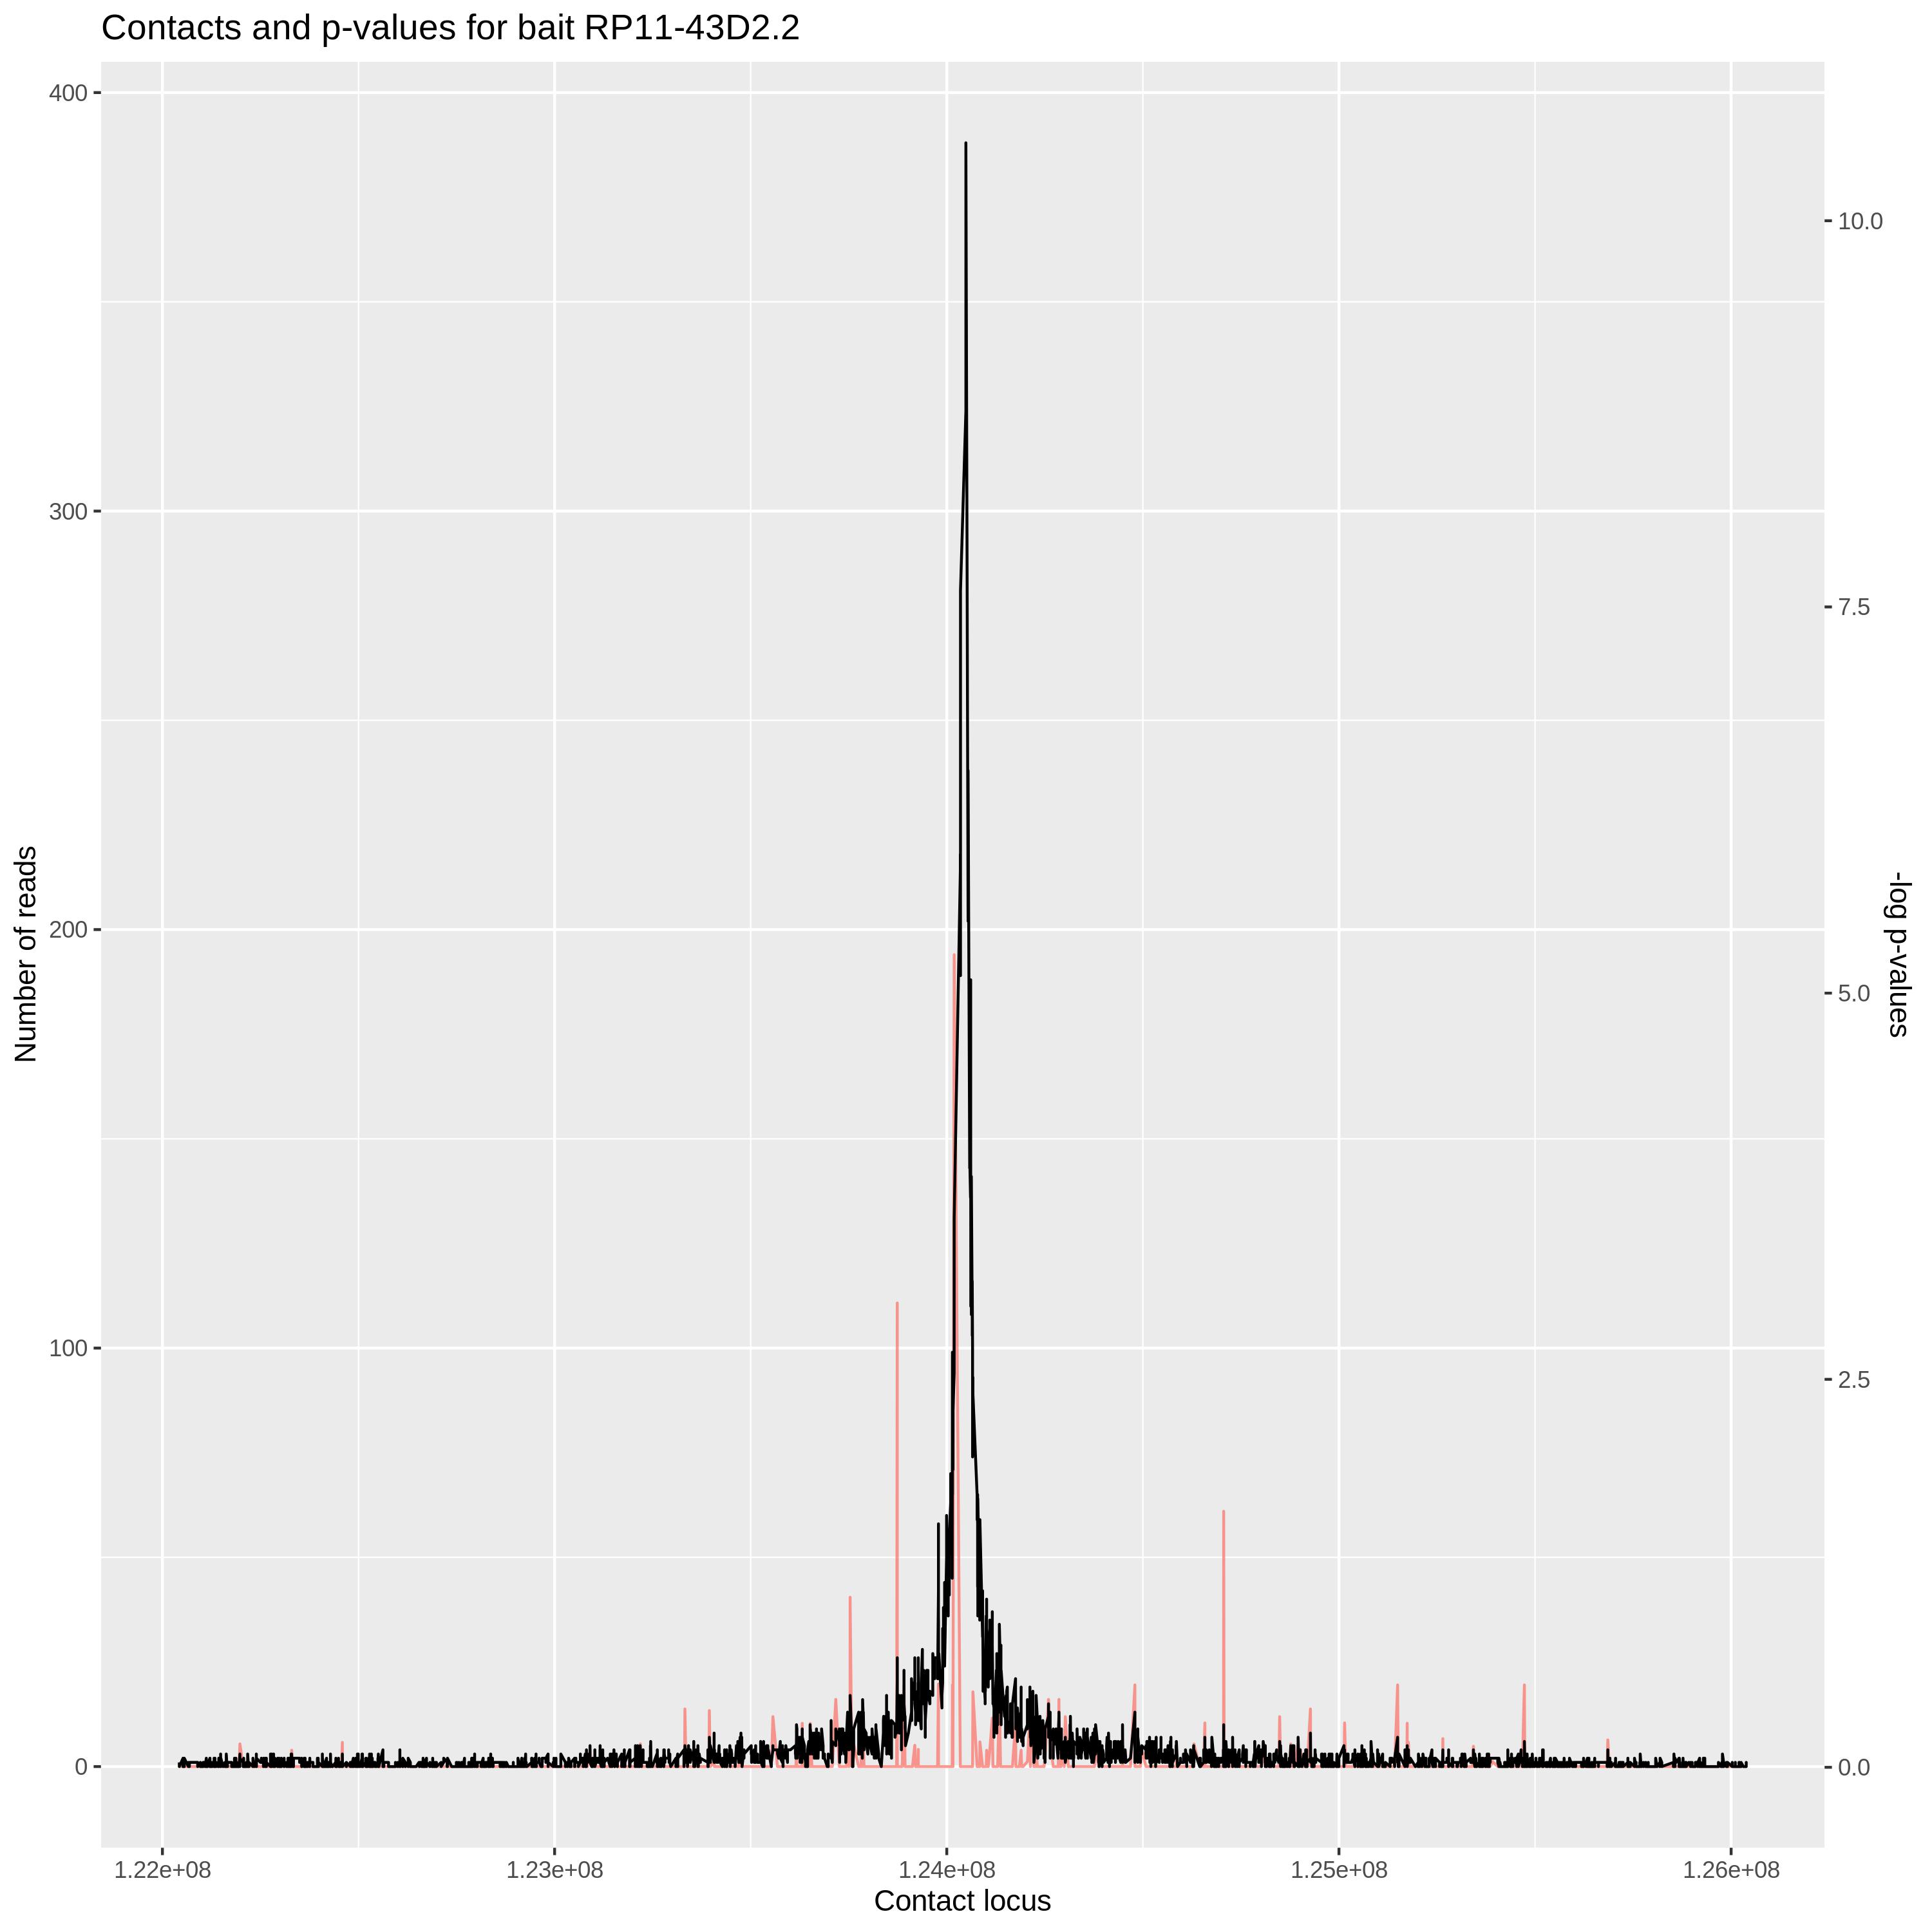 Contacts and p-values for bait RP11-43D2.2
400
300
200
100
0
Number of reads
10.0
7.5
5.0
2.5
0.0
-log p-values
1.22e+08
1.23e+08
1.24e+08
1.25e+08
1.26e+08
Contact locus